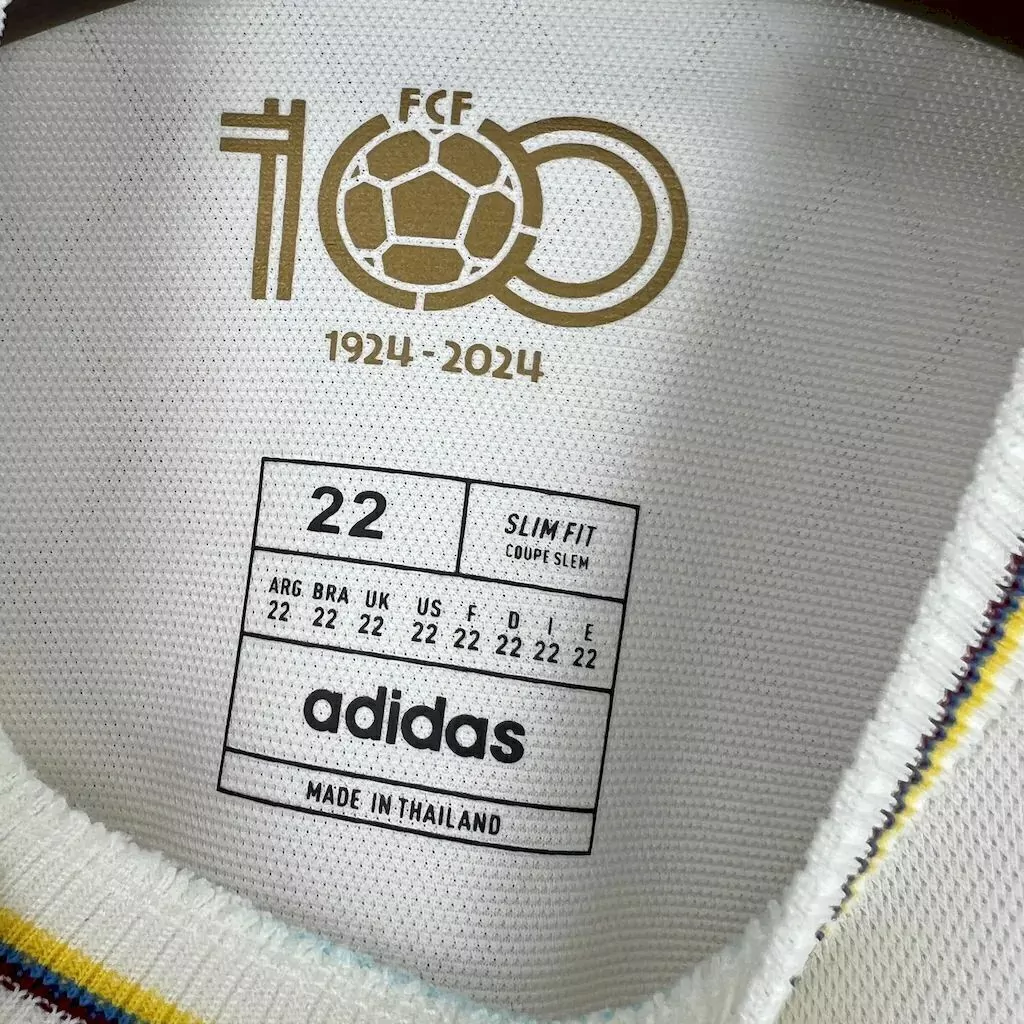 FCF
100
1924 - 2024
22
SLIM FIT
COUPE SLEM
ARG BRA UK US F D I E
22 22 22 22 22 22 22 22
adidas
MADE IN THAILAND